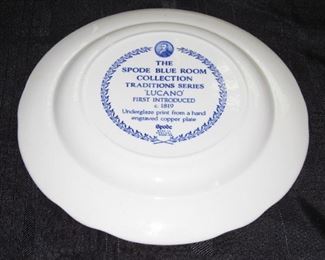 THE
SPODE BLUE ROOM
COLLECTION
TRADITIONS SERIES
'LUCANO'
FIRST INTRODUCED
c. 1819
Underglaze print from a hand
engraved copper plate
Spode